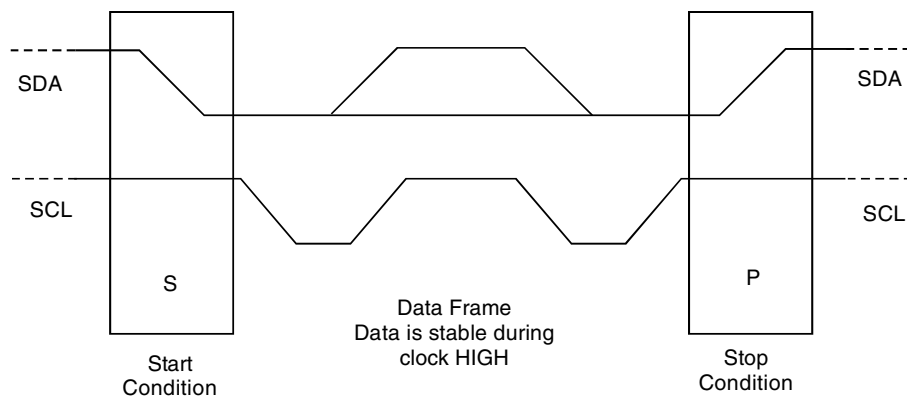 SDA
SDA
SCL
SCL
S
P
Data Frame
Data is stable during
clock HIGH
Start
Condition
Stop
Condition